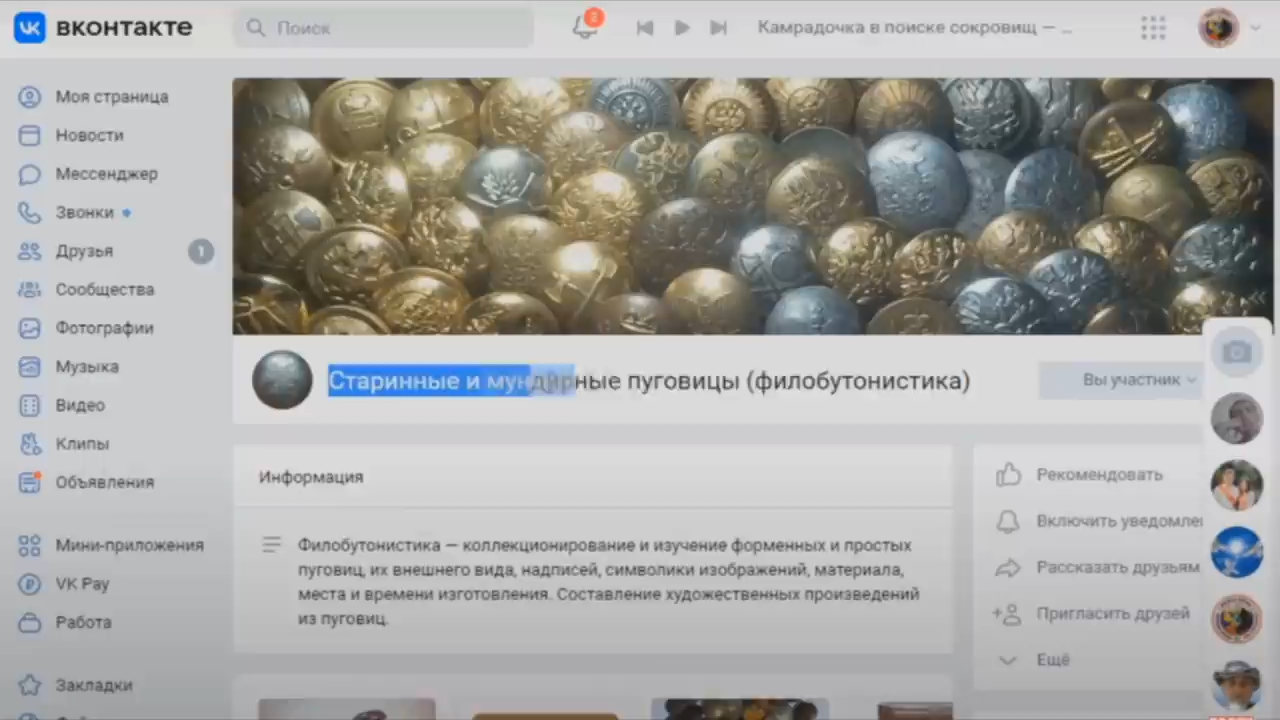 вконтакте
Поиск
2
Камрадочка в поиске сокровищ — ...
Моя страница
Новости
Мессенджер
Звонки
Друзья
1
Сообщества
Фотографии
Музыка
Видео
Клипы
Объявления
Мини-приложения
VK Pay
Работа
Закладки
Старинные и мундирные пуговицы (филобутонистика)
Вы участник
Информация
Филобутонистика — коллекционирование и изучение форменных и простых
пуговиц, их внешнего вида, надписей, символики изображений, материала,
места и времени изготовления. Составление художественных произведений
из пуговиц.
Рекомендовать
Включить уведомле
Рассказать друзьям
Пригласить друзей
Ещё